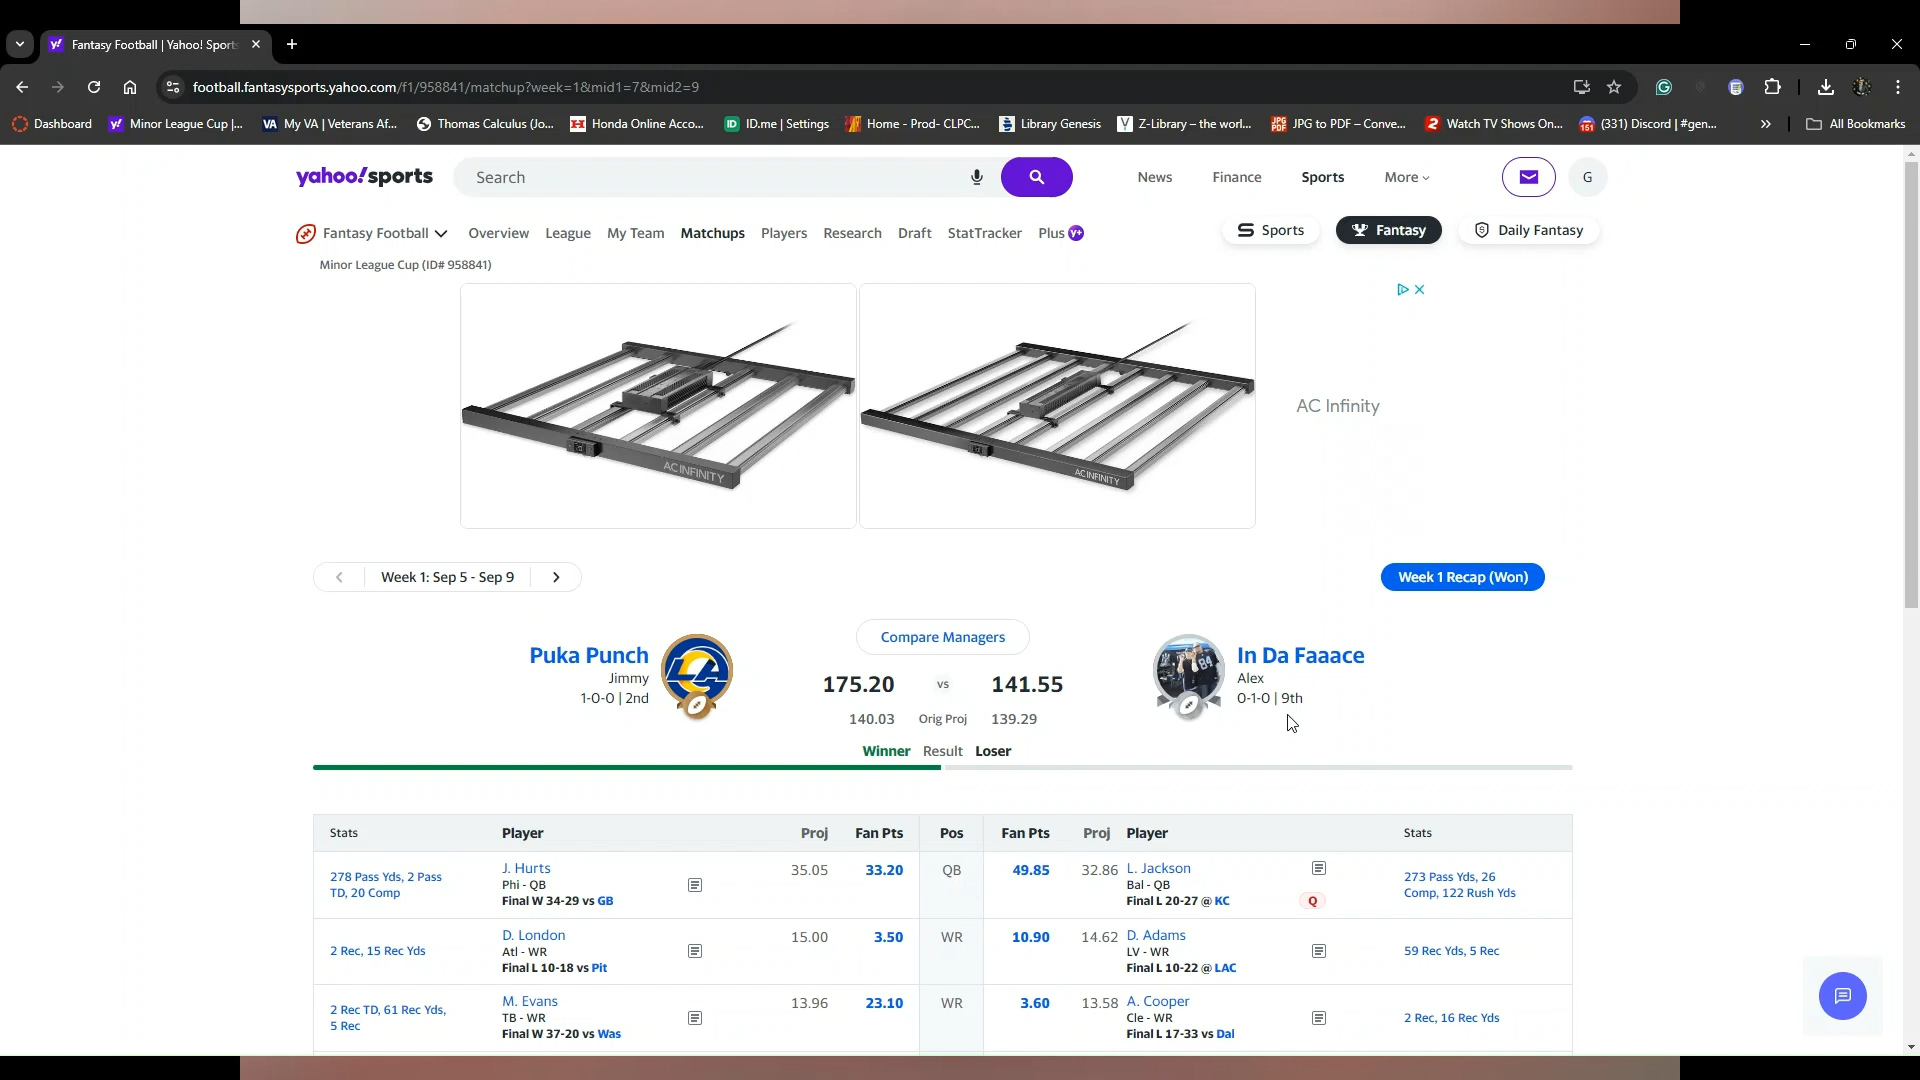 Fantasy Football | Yahoo! Sports
football.fantasysports.yahoo.com/f1/958841/matchup?week=1&mid1=7&mid2=9
Dashboard
Minor League Cup |...
VA My VA | Veterans Af...
Thomas Calculus (Jo...
Honda Online Acco...
ID ID.me | Settings
Home - Prod- CLPC...
Library Genesis
Z-Library – the worl...
JPG to PDF – Conve...
Watch TV Shows On...
(331) Discord | #gen...
» All Bookmarks
yahoo!sports
Search
News Finance Sports More
G
Fantasy Football Overview League My Team Matchups Players Research Draft StatTracker Plus y+
Sports Fantasy Daily Fantasy
Minor League Cup (ID# 958841)
AC INFINITY
AC INFINITY
AC Infinity
Week 1: Sep 5 - Sep 9
Week 1 Recap (Won)
Compare Managers
Puka Punch
Jimmy
1-0-0 | 2nd
175.20 vs 141.55
140.03 Orig Proj 139.29
Winner Result Loser
In Da Faaace
Alex
0-1-0 | 9th
84
Stats Player Proj Fan Pts Pos Fan Pts Proj Player Stats
278 Pass Yds, 2 Pass
TD, 20 Comp
J. Hurts
Phi - QB
Final W 34-29 vs GB
35.05 33.20 QB 49.85 32.86
L. Jackson
Bal - QB
Final L 20-27 @ KC
Q
273 Pass Yds, 26
Comp, 122 Rush Yds
2 Rec, 15 Rec Yds
D. London
Atl - WR
Final L 10-18 vs Pit
15.00 3.50 WR 10.90 14.62
D. Adams
LV - WR
Final L 10-22 @ LAC
59 Rec Yds, 5 Rec
2 Rec TD, 61 Rec Yds,
5 Rec
M. Evans
TB - WR
Final W 37-20 vs Was
13.96 23.10 WR 3.60 13.58
A. Cooper
Cle - WR
Final L 17-33 vs Dal
2 Rec, 16 Rec Yds